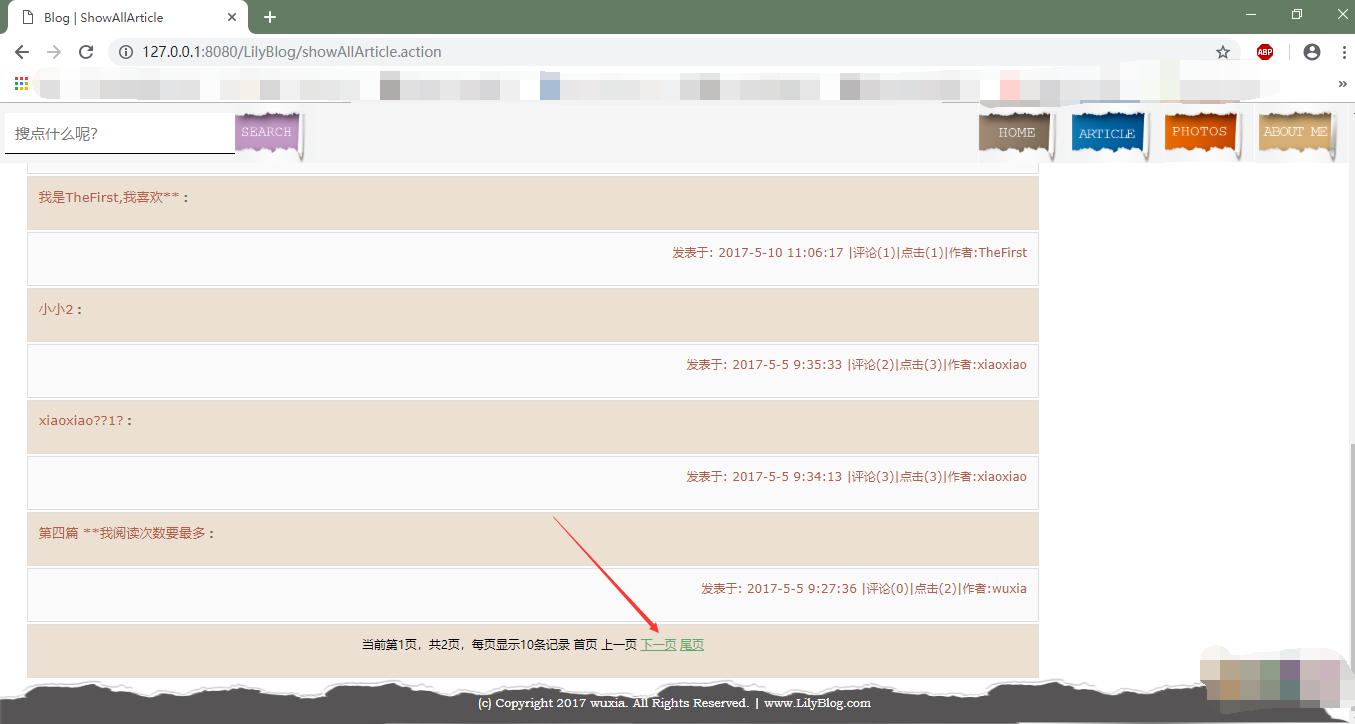 Blog | ShowAllArticle
127.0.0.1:8080/LilyBlog/showAllArticle.action
ABP
搜点什么呢?
SEARCH
HOME
ARTICLE
PHOTOS
ABOUT ME
我是TheFirst,我喜欢** :
发表于: 2017-5-10 11:06:17 |评论(1)|点击(1)|作者:TheFirst
小小2 :
发表于: 2017-5-5 9:35:33 |评论(2)|点击(3)|作者:xiaoxiao
xiaoxiao??1? :
发表于: 2017-5-5 9:34:13 |评论(3)|点击(3)|作者:xiaoxiao
第四篇 **我阅读次数要最多 :
发表于: 2017-5-5 9:27:36 |评论(0)|点击(2)|作者:wuxia
当前第1页，共2页，每页显示10条记录 首页 上一页 下一页 尾页
(c) Copyright 2017 wuxia. All Rights Reserved. | www.LilyBlog.com